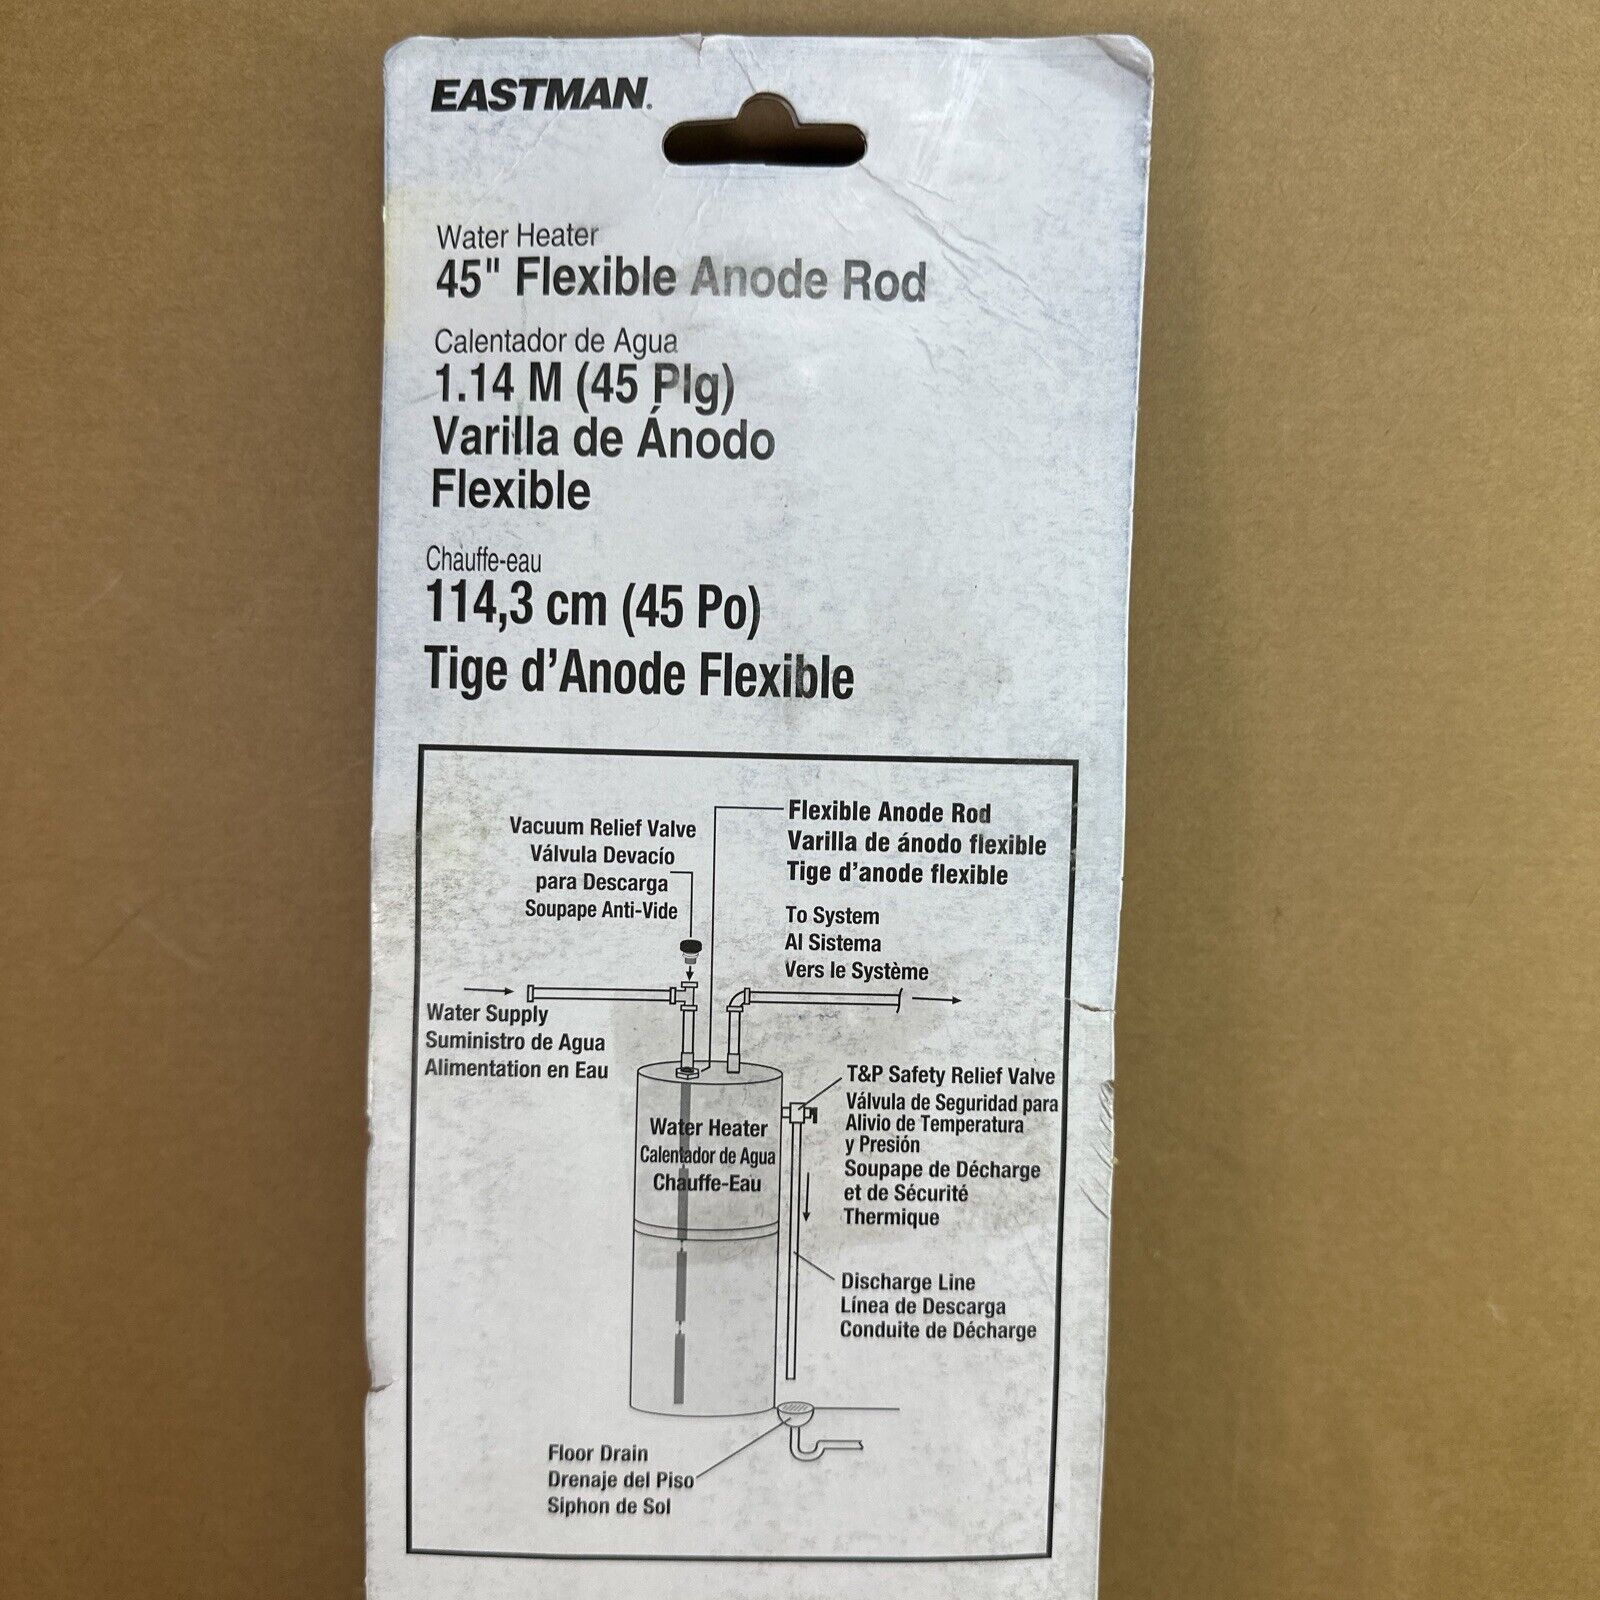 EASTMAN.
Water Heater
45" Flexible Anode Rod
Calentador de Agua
1.14 M (45 Plg)
Varilla de Ánodo
Flexible
Chauffe-eau
114,3 cm (45 Po)
Tige d'Anode Flexible
Vacuum Relief Valve
Válvula Devacío
para Descarga
Soupape Anti-Vide
Flexible Anode Rod
Varilla de ánodo flexible
Tige d'anode flexible
To System
Al Sistema
Vers le Système
Water Supply
Suministro de Agua
Alimentation en Eau
T&P Safety Relief Valve
Válvula de Seguridad para
Alivio de Temperatura
y Presión
Soupape de Décharge
et de Sécurité
Thermique
Water Heater
Calentador de Agua
Chauffe-Eau
Discharge Line
Línea de Descarga
Conduite de Décharge
Floor Drain
Drenaje del Piso
Siphon de Sol